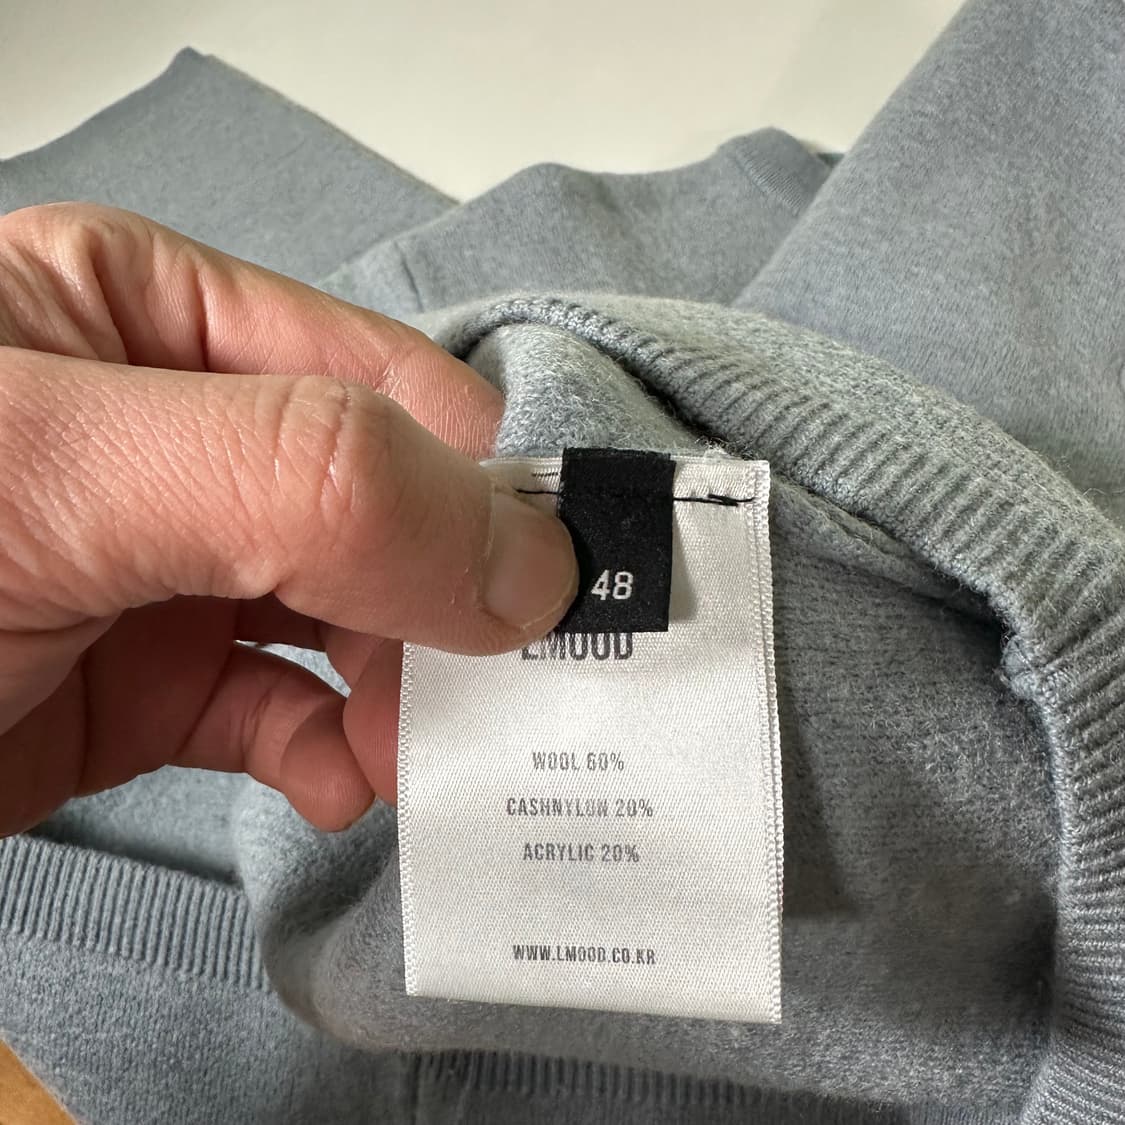 48
LMOOD
WOOL 60%
CASHNYLON 20%
ACRYLIC 20%
WWW.LMOOD.CO.KR